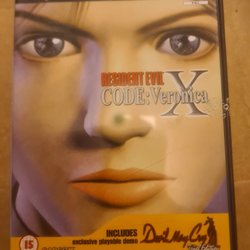 RESIDENT EVIL
CODE:Veronica X
15
INCLUDES
exclusive playable demo
Devil May Cry